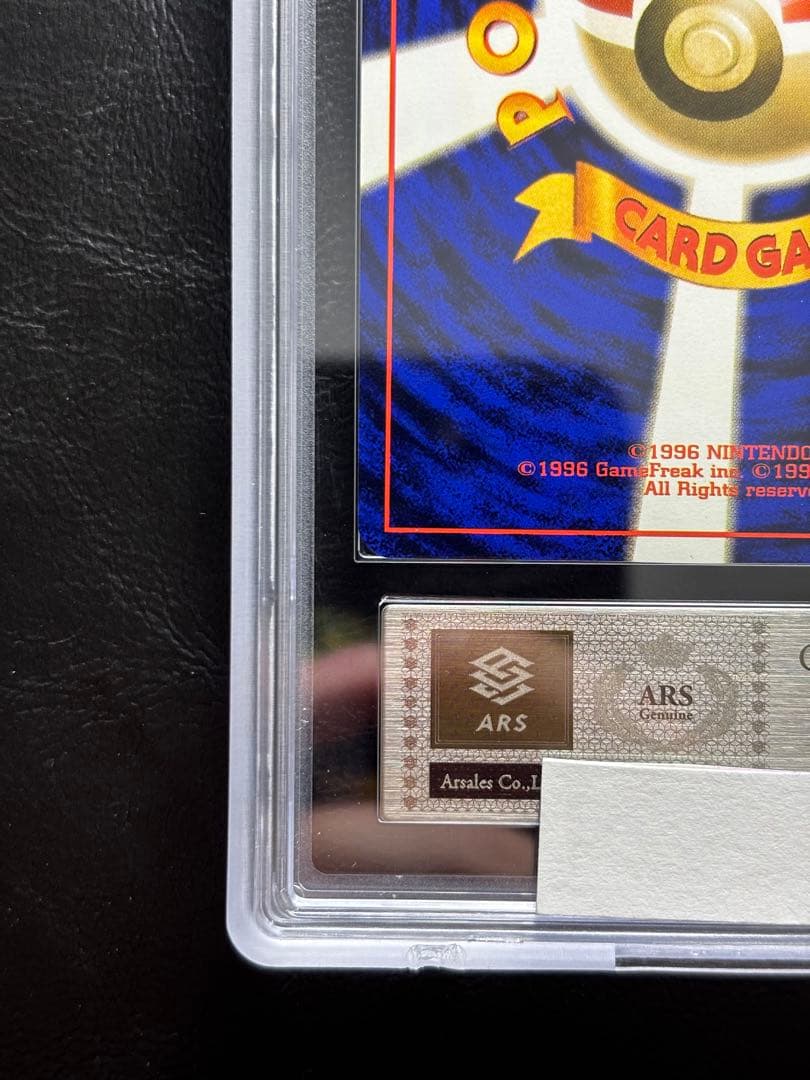 PO
CARD GA
©1996 NINTENDO
©1996 GameFreak inc. ©199
All Rights reserve
ARS
ARS
Genuine
Arsales Co.,L